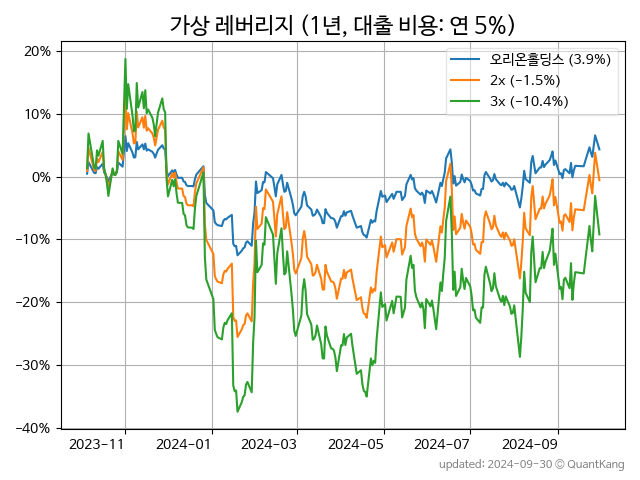 가상 레버리지 (1년, 대출 비용: 연 5%)
오리온홀딩스 (3.9%)
2x (−1.5%)
3x (−10.4%)
20%
10%
0%
−10%
−20%
−30%
−40%
2023-11 2024-01 2024-03 2024-05 2024-07 2024-09
updated: 2024-09-30 © QuantKang